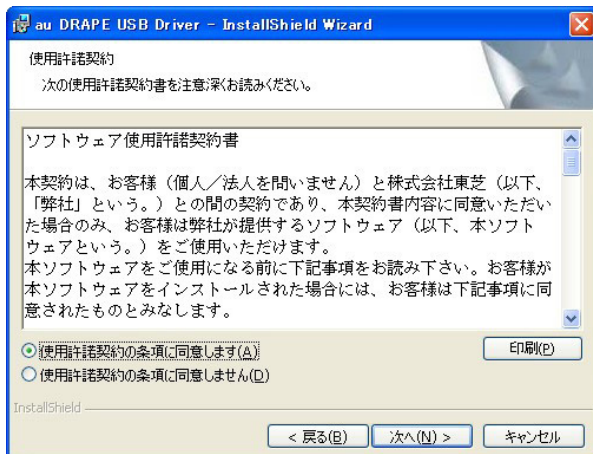 au DRAPE USB Driver - InstallShield Wizard
使用許諾契約
次の使用許諾契約書を注意深くお読みください。
ソフトウェア使用許諾契約書
本契約は、お客様（個人／法人を問いません）と株式会社東芝（以下、
「弊社」という。）との間の契約であり、本契約書内容に同意いただい
た場合のみ、お客様は弊社が提供するソフトウェア（以下、本ソフト
ウェアという。）をご使用いただけます。
本ソフトウェアをご使用になる前に下記事項をお読み下さい。お客様が
本ソフトウェアをインストールされた場合には、お客様は下記事項に同
意されたものとみなします。
使用許諾契約の条項に同意します(A)
印刷(P)
使用許諾契約の条項に同意しません(D)
InstallShield
< 戻る(B)
次へ(N) >
キャンセル